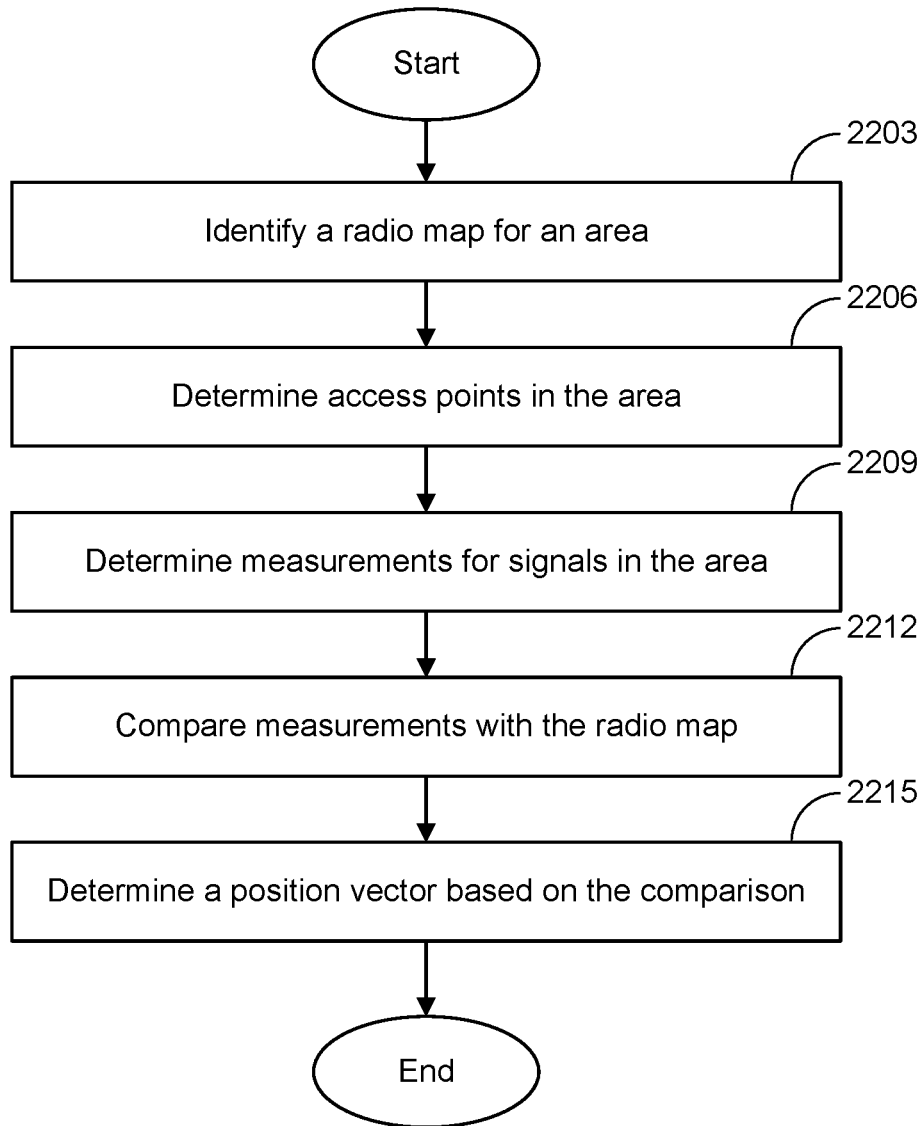 Start
2203
Identify a radio map for an area
2206
Determine access points in the area
2209
Determine measurements for signals in the area
2212
Compare measurements with the radio map
2215
Determine a position vector based on the comparison
End